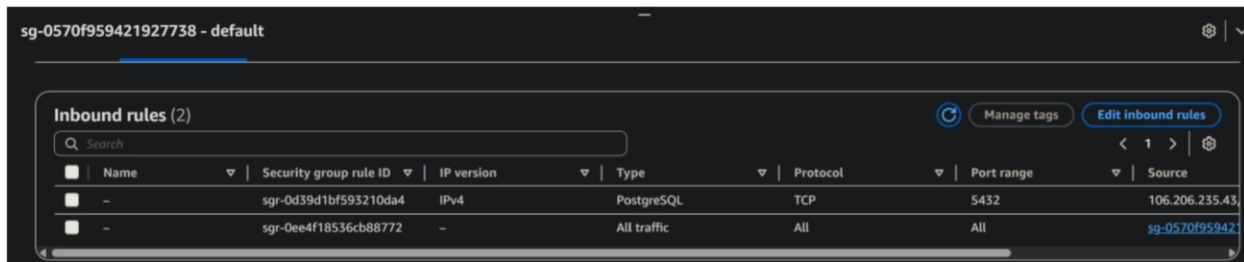 sg-0570f959421927738 - default
Inbound rules (2)
Manage tags
Edit inbound rules
Search
1
Name Security group rule ID IP version Type Protocol Port range Source
– sgr-0d39d1bf593210da4 IPv4 PostgreSQL TCP 5432 106.206.235.43,
– sgr-0ee4f18536cb88772 – All traffic All All sg-0570f95942